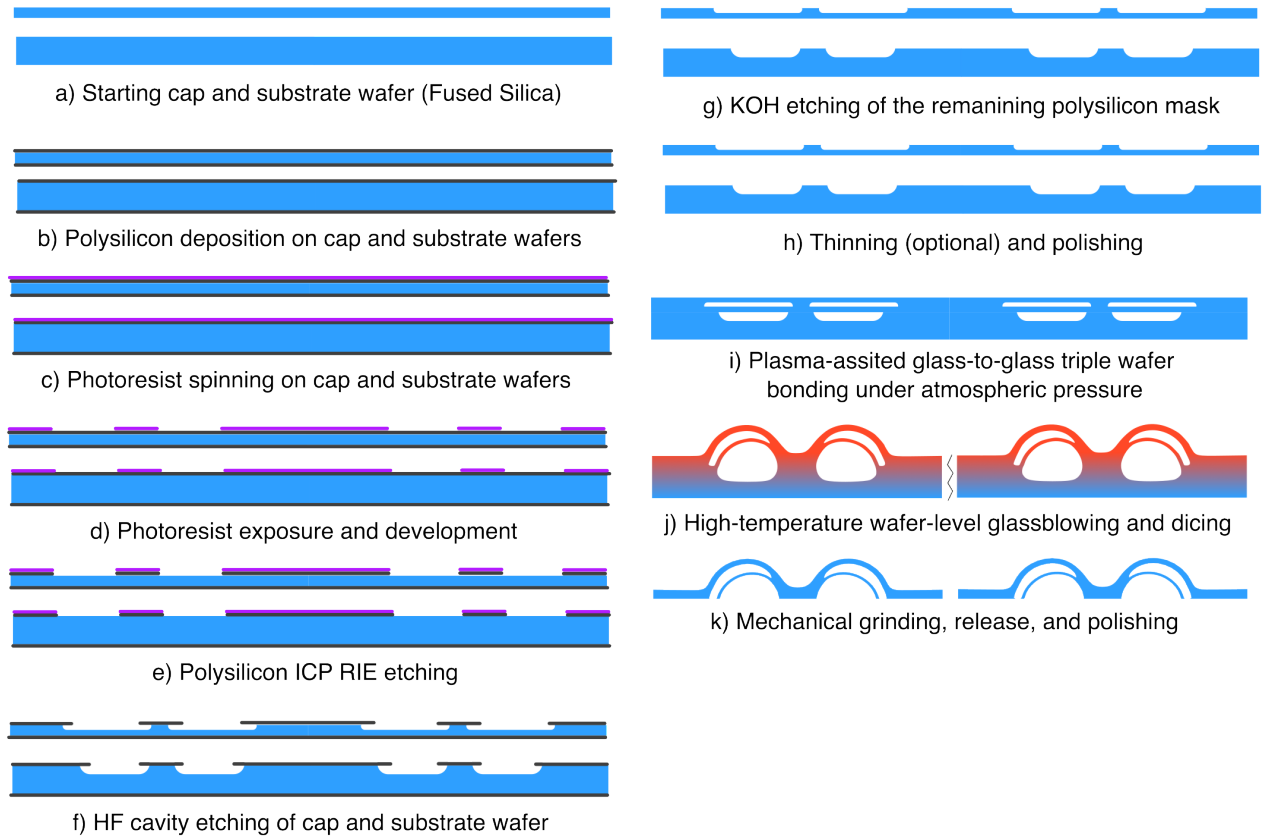 a) Starting cap and substrate wafer (Fused Silica)
b) Polysilicon deposition on cap and substrate wafers
c) Photoresist spinning on cap and substrate wafers
d) Photoresist exposure and development
e) Polysilicon ICP RIE etching
f) HF cavity etching of cap and substrate wafer
g) KOH etching of the remanining polysilicon mask
h) Thinning (optional) and polishing
i) Plasma-assited glass-to-glass triple wafer
bonding under atmospheric pressure
j) High-temperature wafer-level glassblowing and dicing
k) Mechanical grinding, release, and polishing